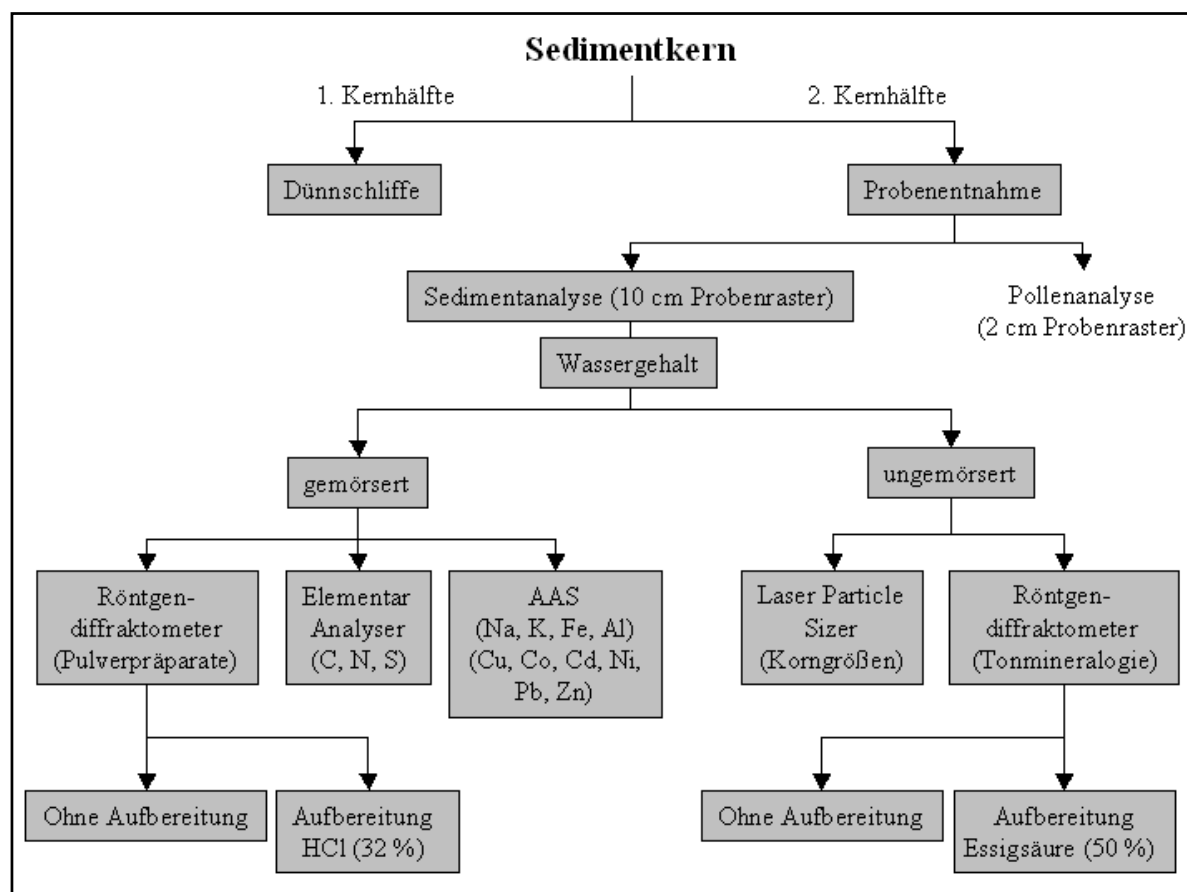 Sedimentkern
1. Kernhälfte
2. Kernhälfte
Dünnschliffe
Probenentnahme
Sedimentanalyse (10 cm Probenraster)
Pollenanalyse
(2 cm Probenraster)
Wassergehalt
gemörsert
ungemörsert
Röntgen-
diffraktometer
(Pulverpräparate)
Elementar
Analyser
(C, N, S)
AAS
(Na, K, Fe, Al)
(Cu, Co, Cd, Ni,
Pb, Zn)
Laser Particle
Sizer
(Korngrößen)
Röntgen-
diffraktometer
(Tonmineralogie)
Ohne Aufbereitung
Aufbereitung
HCl (32 %)
Ohne Aufbereitung
Aufbereitung
Essigsäure (50 %)